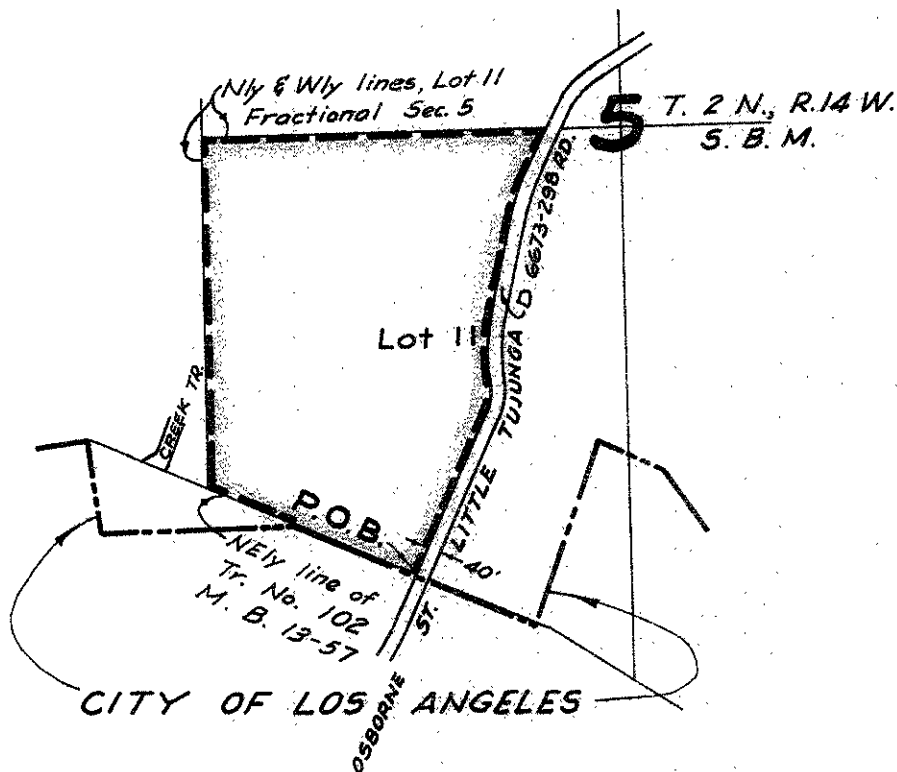 Nly & Wly lines, Lot 11
Fractional Sec. 5
5 T. 2 N., R.14 W.
S. B. M.
Lot 11
LITTLE TUJUNGA RD.
CD 6673-298
CREEK TR.
P.O.B.
40'
NEly line of
Tr. No. 102
M. B. 13-57
CITY OF LOS ANGELES
OSBORNE ST.